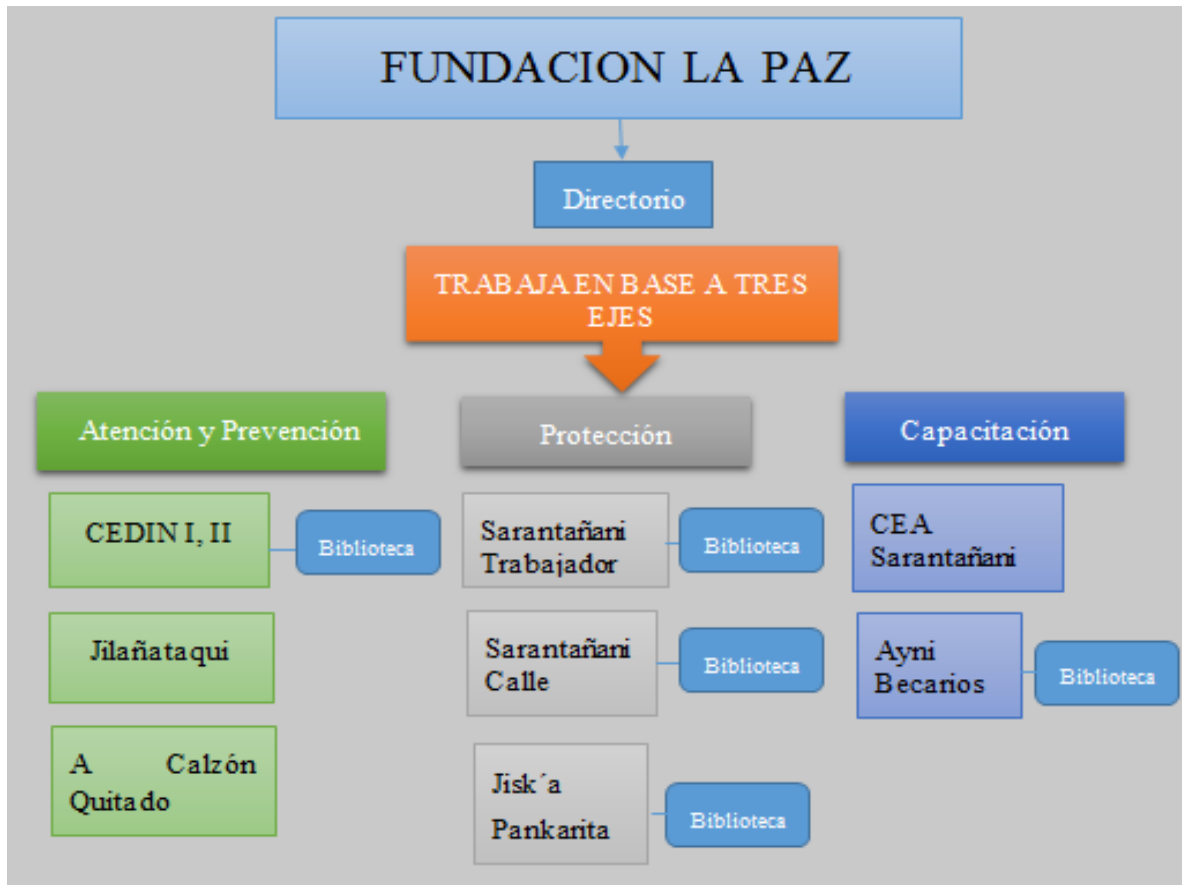 FUNDACION LA PAZ
Directorio
TRABAJA EN BASE A TRES
EJES
Atención y Prevención
Protección
Capacitación
CEDIN I, II
Biblioteca
Sarantañani
Trabajador
Biblioteca
CEA
Sarantañani
Jilañataqui
Sarantañani
Calle
Biblioteca
Ayni
Becarios
Biblioteca
A Calzón
Quitado
Jisk´a
Pankarita
Biblioteca